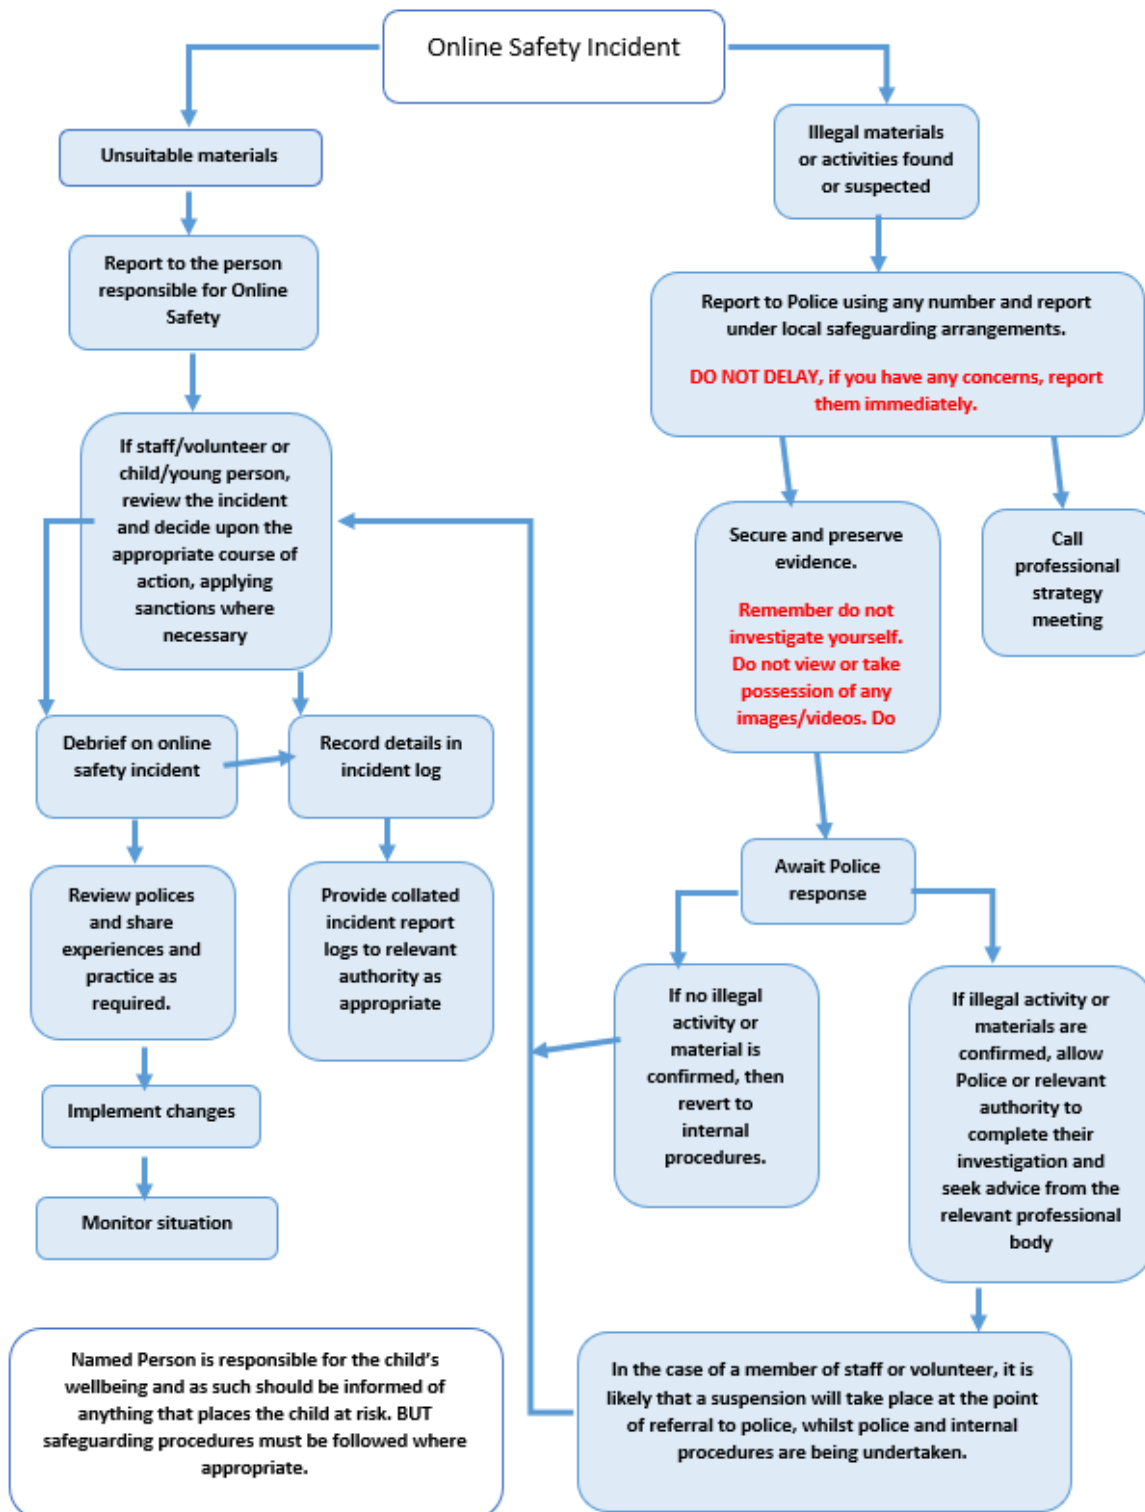 Online Safety Incident
Unsuitable materials
Report to the person
responsible for Online
Safety
If staff/volunteer or
child/young person,
review the incident
and decide upon the
appropriate course of
action, applying
sanctions where
necessary
Debrief on online
safety incident
Record details in
incident log
Review polices
and share
experiences and
practice as
required.
Provide collated
incident report
logs to relevant
authority as
appropriate
Implement changes
Monitor situation
Illegal materials
or activities found
or suspected
Report to Police using any number and report
under local safeguarding arrangements.
DO NOT DELAY, if you have any concerns, report
them immediately.
Secure and preserve
evidence.
Remember do not
investigate yourself.
Do not view or take
possession of any
images/videos. Do
Call
professional
strategy
meeting
Await Police
response
If no illegal
activity or
material is
confirmed, then
revert to
internal
procedures.
If illegal activity or
materials are
confirmed, allow
Police or relevant
authority to
complete their
investigation and
seek advice from the
relevant professional
body
In the case of a member of staff or volunteer, it is
likely that a suspension will take place at the point
of referral to police, whilst police and internal
procedures are being undertaken.
Named Person is responsible for the child's
wellbeing and as such should be informed of
anything that places the child at risk. BUT
safeguarding procedures must be followed where
appropriate.